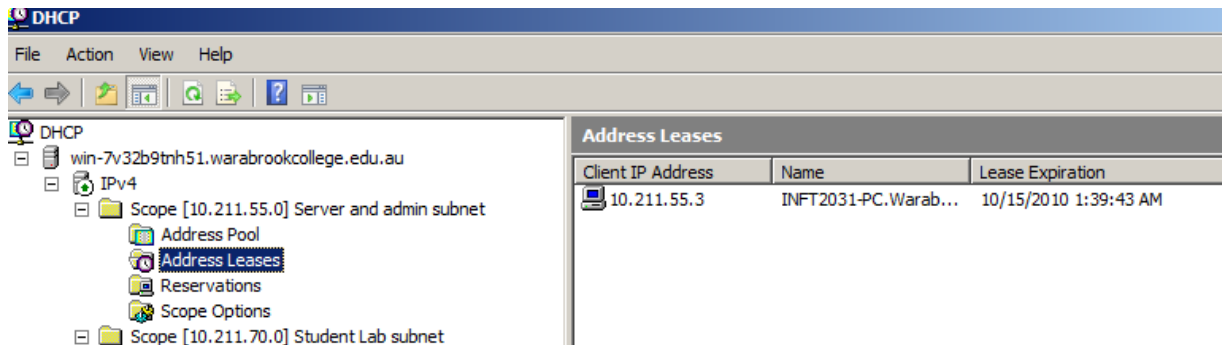 DHCP
File Action View Help
DHCP
win-7v32b9tnh51.warabrookcollege.edu.au
IPv4
Scope [10.211.55.0] Server and admin subnet
Address Pool
Address Leases
Reservations
Scope Options
Scope [10.211.70.0] Student Lab subnet
Address Leases
Client IP Address Name Lease Expiration
10.211.55.3 INFT2031-PC.Warab... 10/15/2010 1:39:43 AM